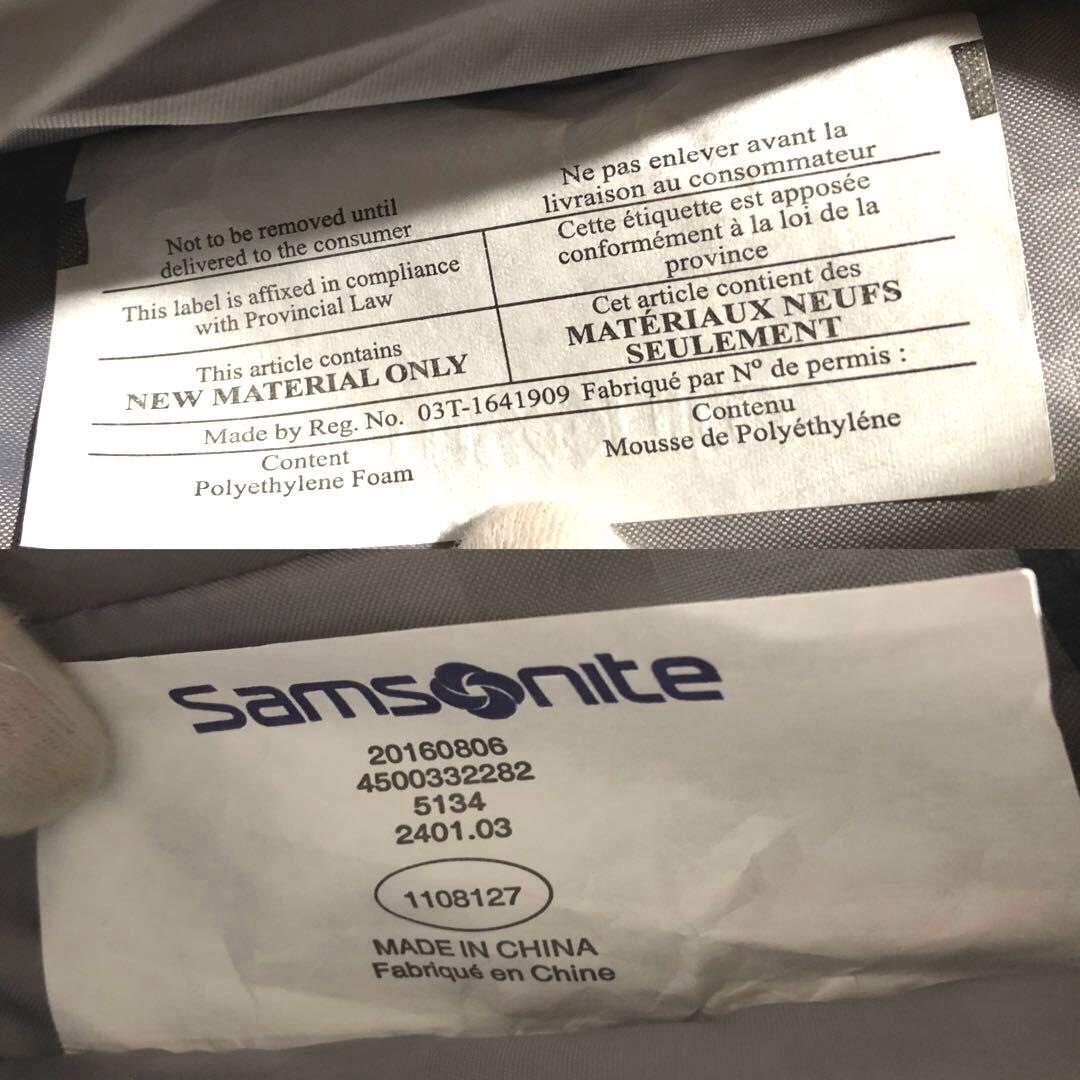 Not to be removed until
delivered to the consumer
Ne pas enlever avant la
livraison au consommateur
This label is affixed in compliance
with Provincial Law
Cette étiquette est apposée
conformément à la loi de la
province
This article contains
NEW MATERIAL ONLY
Cet article contient des
MATÉRIAUX NEUFS
SEULEMENT
Made by Reg. No. 03T-1641909 Fabriqué par Nº de permis :
Content
Polyethylene Foam
Contenu
Mousse de Polyéthyléne
Samsonite
20160806
4500332282
5134
2401.03
1108127
MADE IN CHINA
Fabriqué en Chine